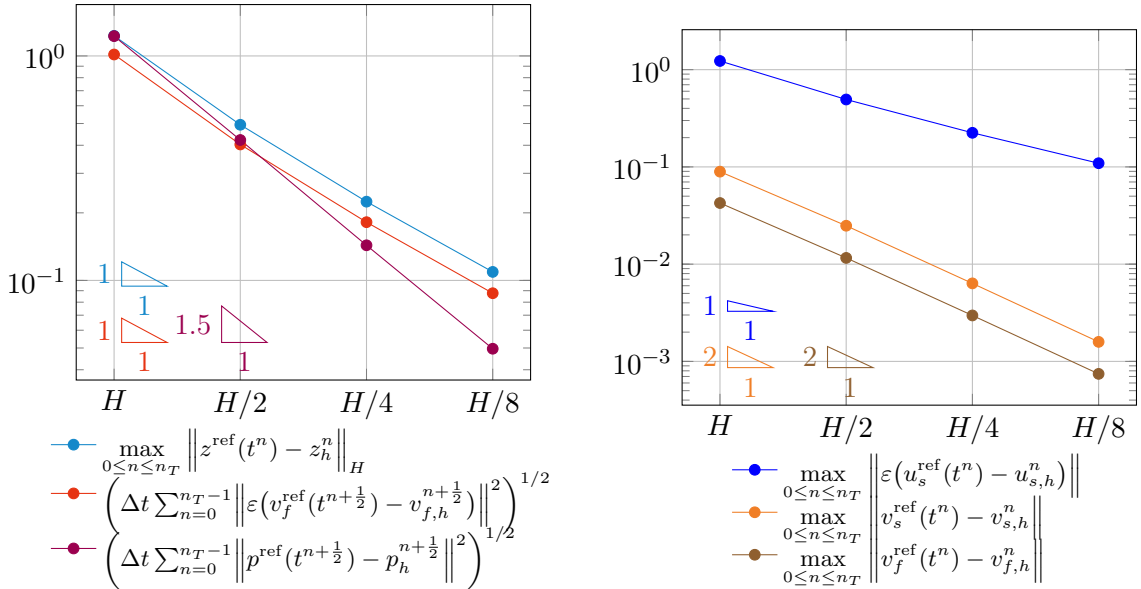 10^0
10^{-1}
1
1
1
1
1.5
1
H H/2 H/4 H/8
max_{0≤n≤n_T} ‖z^{ref}(t^n) − z_h^n‖_H
(Δt ∑_{n=0}^{n_T−1} ‖ε(v_f^{ref}(t^{n+1/2}) − v_{f,h}^{n+1/2})‖^2)^{1/2}
(Δt ∑_{n=0}^{n_T−1} ‖p^{ref}(t^{n+1/2}) − p_h^{n+1/2}‖^2)^{1/2}
10^0
10^{-1}
10^{-2}
10^{-3}
1
1
2
1
2
1
H H/2 H/4 H/8
max_{0≤n≤n_T} ‖ε(u_s^{ref}(t^n) − u_{s,h}^n)‖
max_{0≤n≤n_T} ‖v_s^{ref}(t^n) − v_{s,h}^n‖
max_{0≤n≤n_T} ‖v_f^{ref}(t^n) − v_{f,h}^n‖